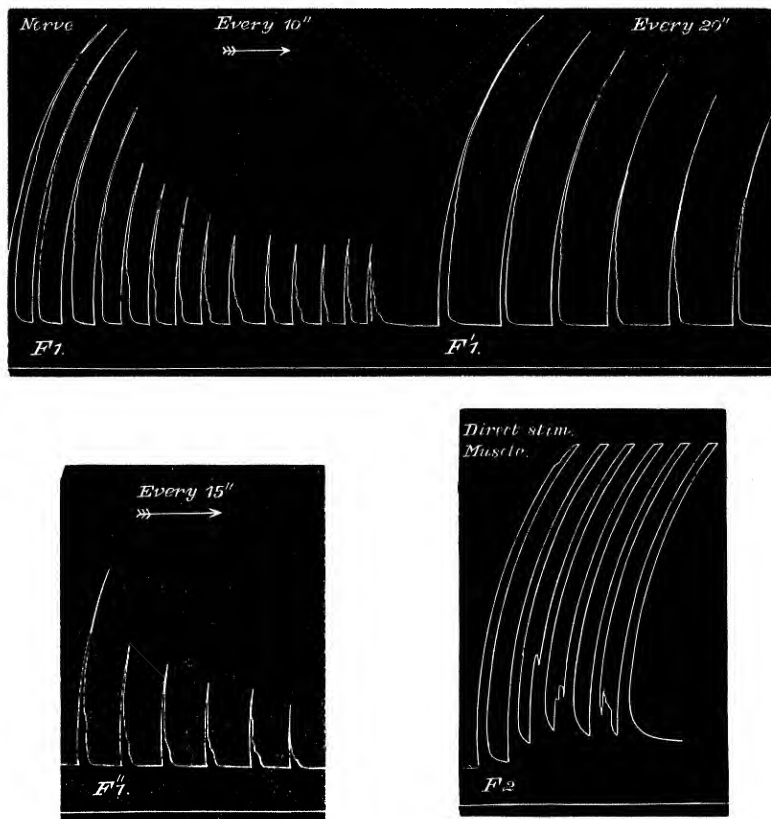 Nerve Every 10" Every 20"
F1. F'1.
Every 15"
F"1.
Direct stim.
Muscle.
F2